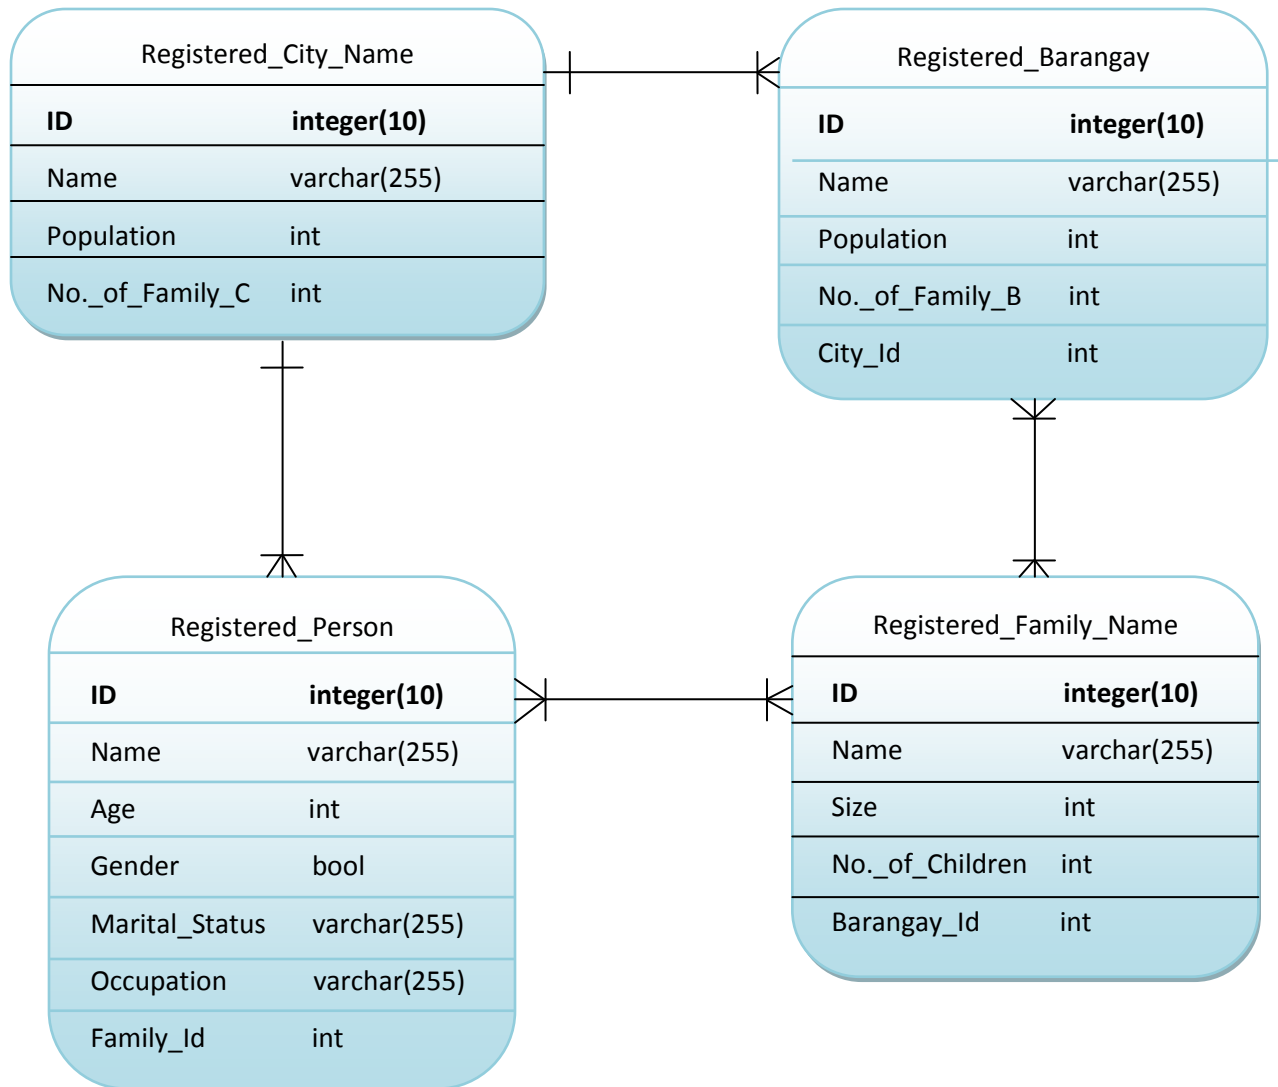 Registered_City_Name
ID integer(10)
Name varchar(255)
Population int
No._of_Family_C int
Registered_Barangay
ID integer(10)
Name varchar(255)
Population int
No._of_Family_B int
City_Id int
Registered_Person
ID integer(10)
Name varchar(255)
Age int
Gender bool
Marital_Status varchar(255)
Occupation varchar(255)
Family_Id int
Registered_Family_Name
ID integer(10)
Name varchar(255)
Size int
No._of_Children int
Barangay_Id int